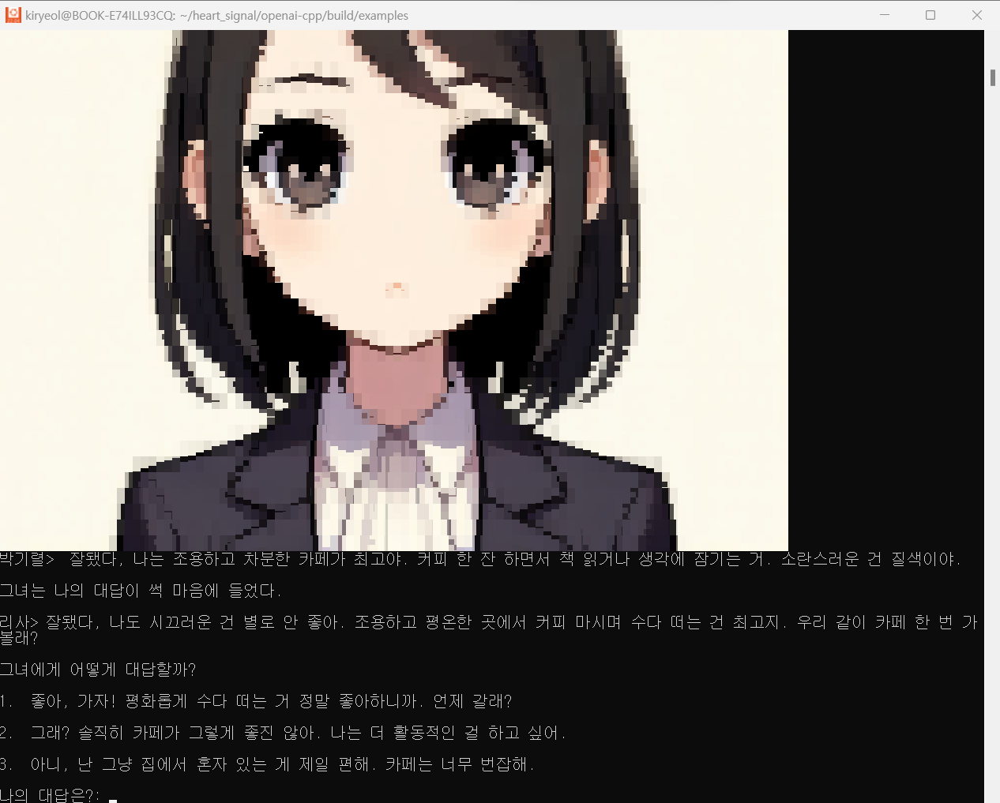 kiryeol@BOOK-E74ILL93CQ: ~/heart_signal/openai-cpp/build/examples
박기렬>  잘됐다, 나는 조용하고 차분한 카페가 최고야. 커피 한 잔 하면서 책 읽거나 생각에 잠기는 거. 소란스러운 건 질색이야.
그녀는 나의 대답이 썩 마음에 들었다.
리사> 잘됐다, 나도 시끄러운 건 별로 안 좋아. 조용하고 평온한 곳에서 커피 마시며 수다 떠는 건 최고지. 우리 같이 카페 한 번 가
볼래?
그녀에게 어떻게 대답할까?
1.  좋아, 가자! 평화롭게 수다 떠는 거 정말 좋아하니까. 언제 갈래?
2.  그래? 솔직히 카페가 그렇게 좋진 않아. 나는 더 활동적인 걸 하고 싶어.
3.  아니, 난 그냥 집에서 혼자 있는 게 제일 편해. 카페는 너무 번잡해.
나의 대답은?: